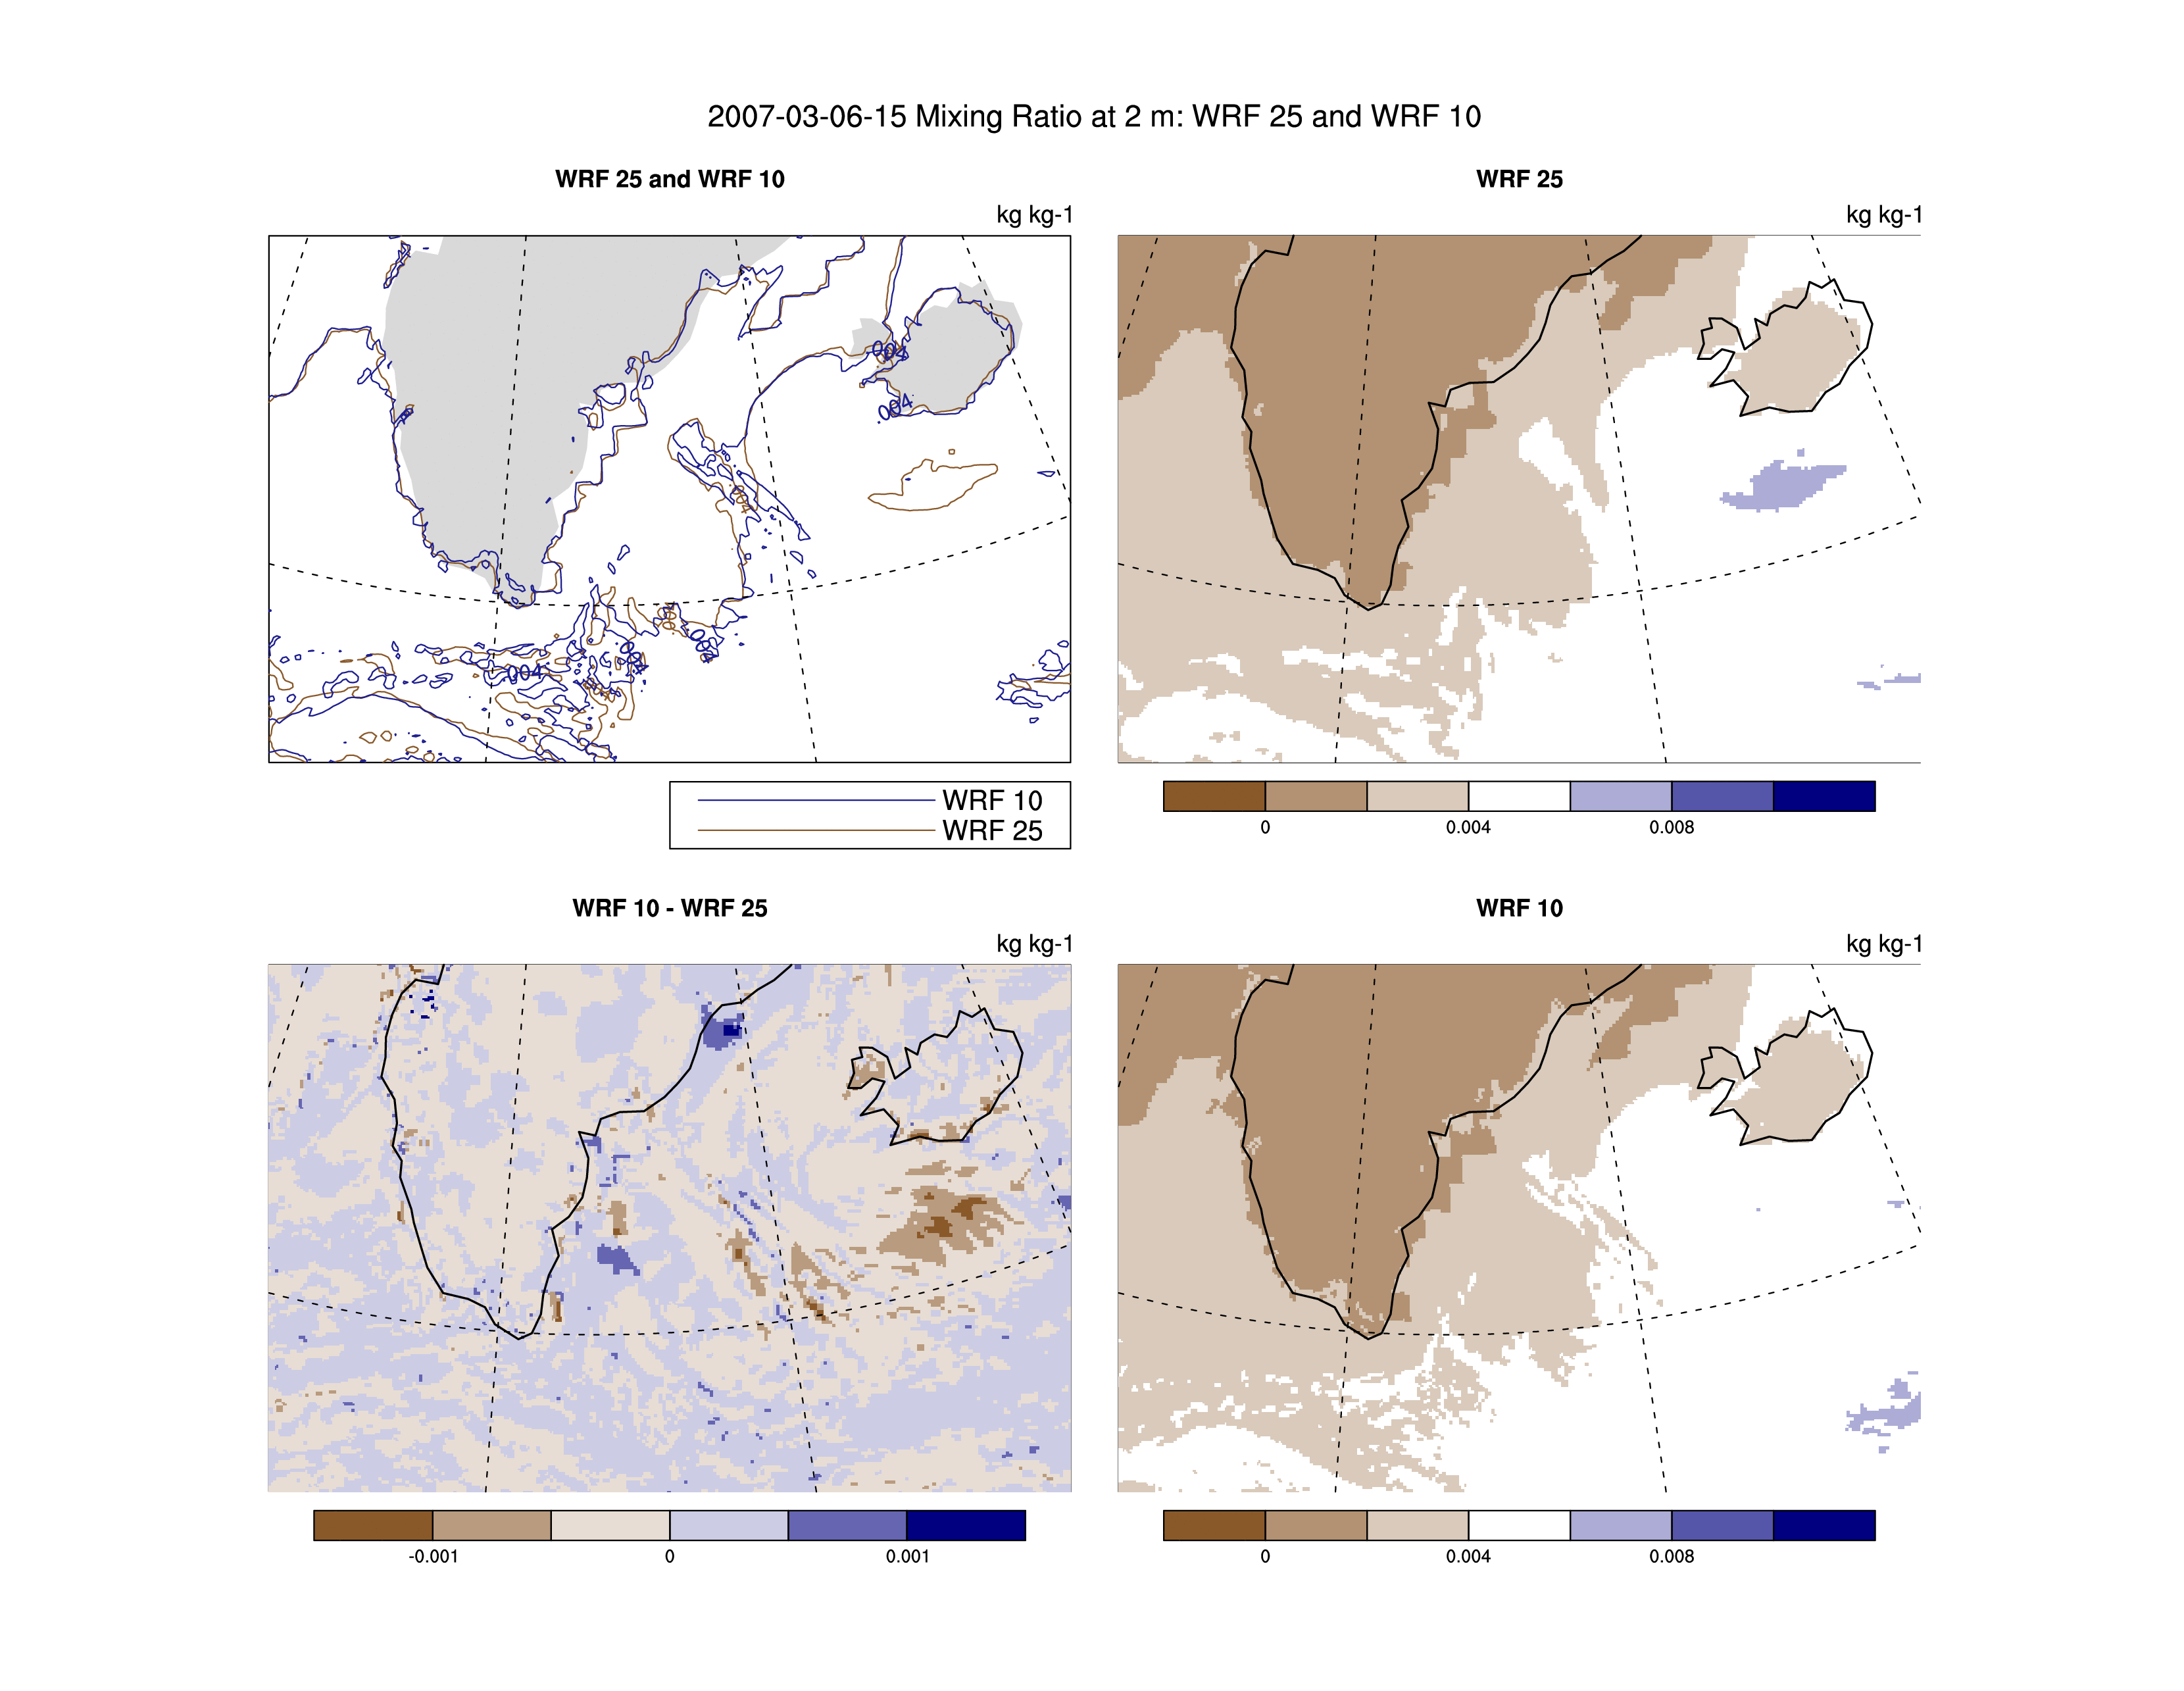 2007-03-06-15 Mixing Ratio at 2 m: WRF 25 and WRF 10
WRF 25 and WRF 10
kg kg-1
.004
.004
.004
.004
.004
.004
.004
.004
WRF 10
WRF 25
WRF 25
kg kg-1
0 0.004 0.008
WRF 10 - WRF 25
kg kg-1
-0.001 0 0.001
WRF 10
kg kg-1
0 0.004 0.008